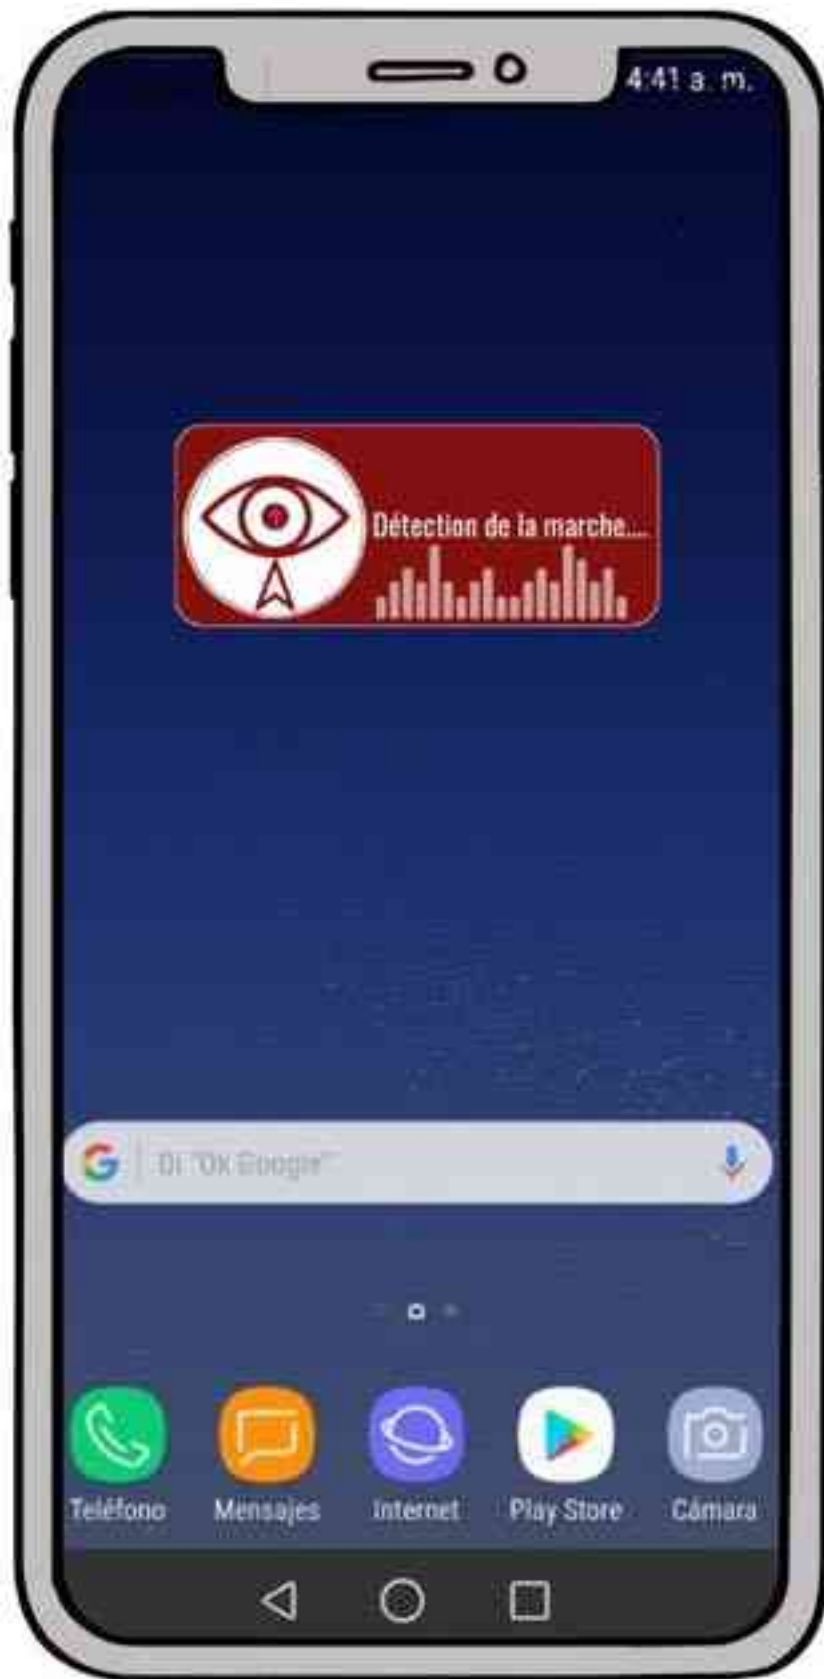 4:41 a. m.
Détection de la marche....
Di "Ok Google"
Teléfono Mensajes Internet Play Store Cámara